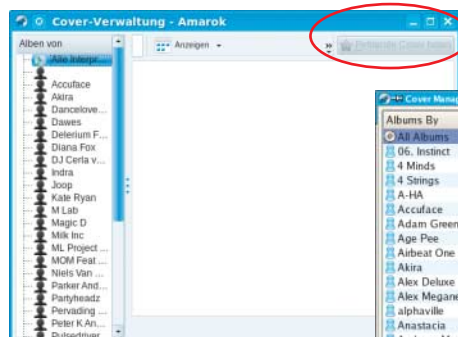 Cover-Verwaltung - Amarok
Alben von
Anzeigen
Alle Interpr...
Accuface
Akira
Dancelove...
Dawes
Delerium F...
Diana Fox
DJ Cerla v...
Indra
Joop
Kate Ryan
M Lab
Magic D
Milk Inc
ML Project ...
MOM Feat ...
Niels Van ...
Parker And...
Partyheadz
Pervading ...
Peter K An...
Pulsedriver
Cover Manag
Albums By
All Albums
06. Instinct
4 Minds
4 Strings
A-HA
Accuface
Adam Green
Age Pee
Airbeat One
Akira
Alex Deluxe
Alex Megane
alphaville
Anastacia